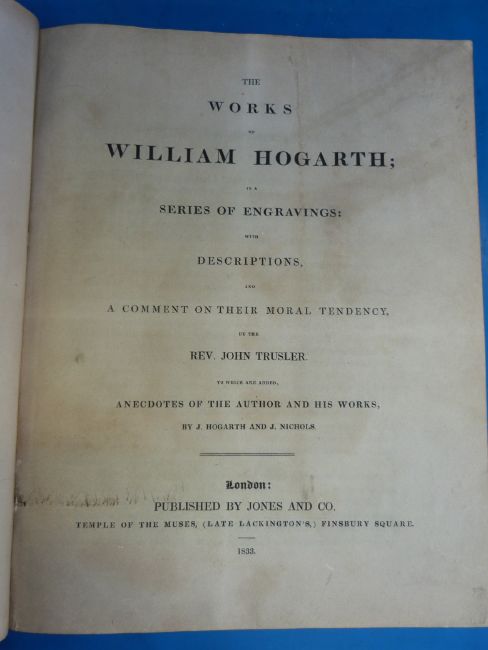 THE
WORKS
OF
WILLIAM HOGARTH;
IN A
SERIES OF ENGRAVINGS:
WITH
DESCRIPTIONS,
AND
A COMMENT ON THEIR MORAL TENDENCY,
BY THE
REV. JOHN TRUSLER.
TO WHICH ARE ADDED,
ANECDOTES OF THE AUTHOR AND HIS WORKS,
BY J. HOGARTH AND J. NICHOLS.
London:
PUBLISHED BY JONES AND CO.
TEMPLE OF THE MUSES, (LATE LACKINGTON'S,) FINSBURY SQUARE.
1833.